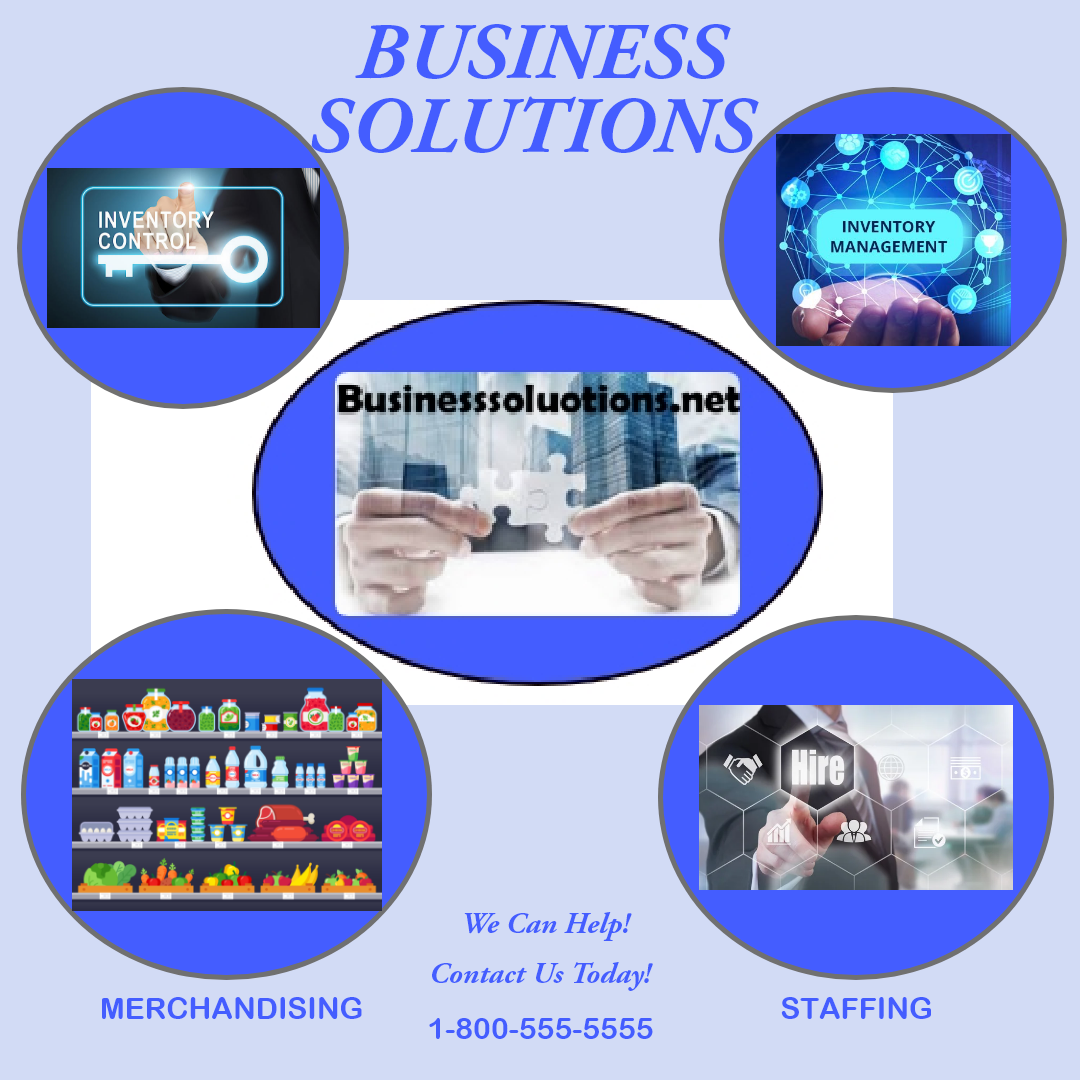 BUSINESS
SOLUTIONS
INVENTORY
CONTROL
INVENTORY
MANAGEMENT
Businesssoluotions.net
Hire
We Can Help!
Contact Us Today!
MERCHANDISING
STAFFING
1-800-555-5555